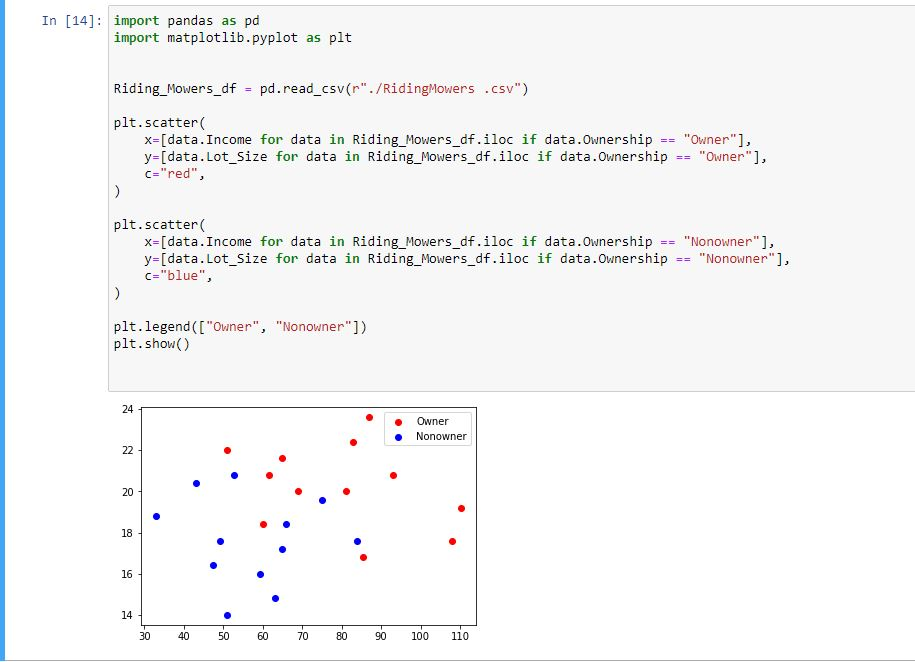 In [14]:
import pandas as pd
import matplotlib.pyplot as plt
Riding_Mowers_df = pd.read_csv(r"./RidingMowers .csv")
plt.scatter(
    x=[data.Income for data in Riding_Mowers_df.iloc if data.Ownership == "Owner"],
    y=[data.Lot_Size for data in Riding_Mowers_df.iloc if data.Ownership == "Owner"],
    c="red",
)
plt.scatter(
    x=[data.Income for data in Riding_Mowers_df.iloc if data.Ownership == "Nonowner"],
    y=[data.Lot_Size for data in Riding_Mowers_df.iloc if data.Ownership == "Nonowner"],
    c="blue",
)
plt.legend(["Owner", "Nonowner"])
plt.show()
24
22
20
18
16
14
Owner
Nonowner
30 40 50 60 70 80 90 100 110